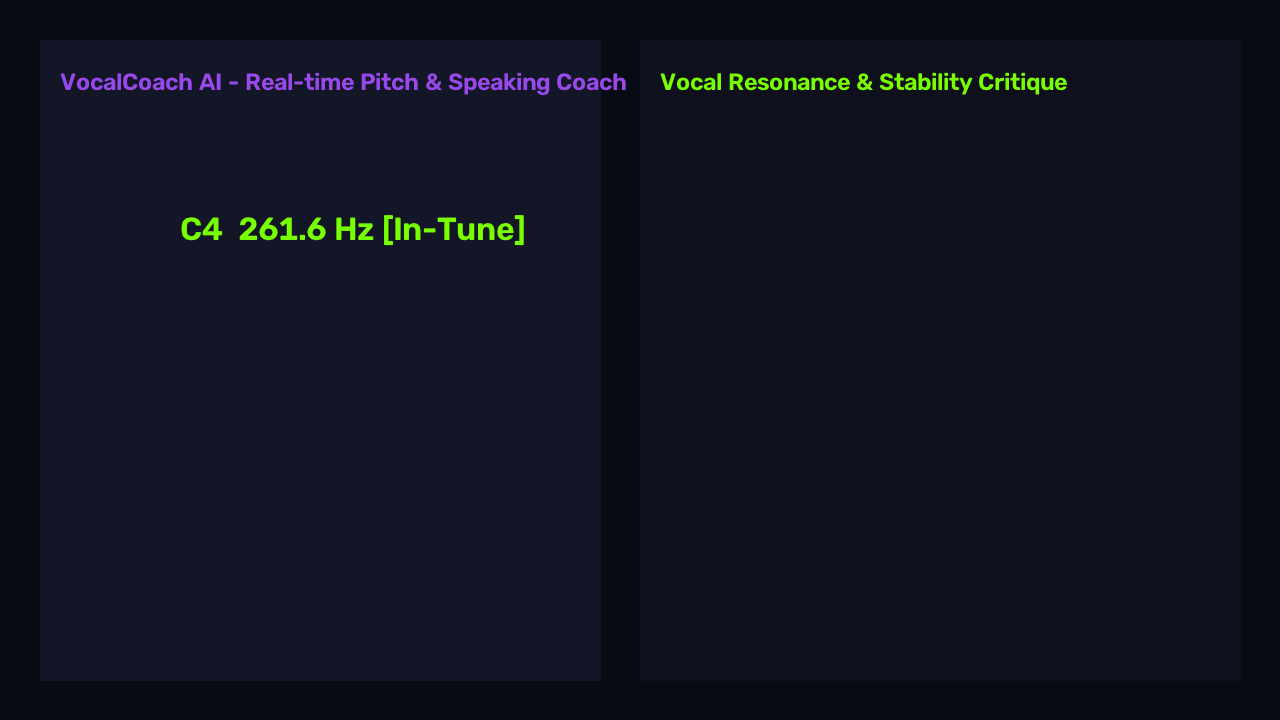 VocalCoach AI - Real-time Pitch & Speaking Coach
C4  261.6 Hz [In-Tune]
Vocal Resonance & Stability Critique